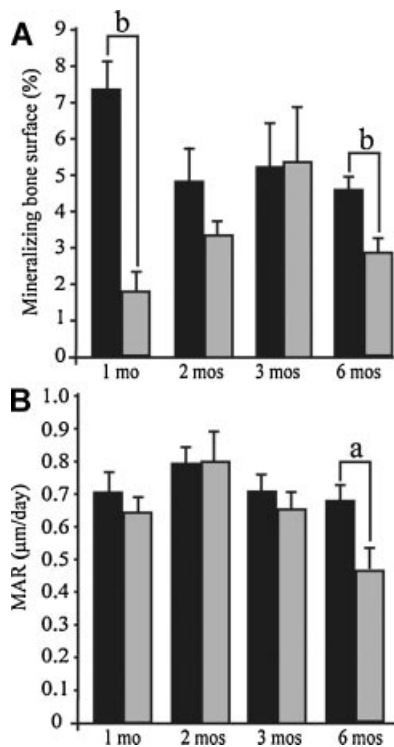 A
b
Mineralizing bone surface (%)
9
8
7
6
5
4
3
2
1
0
b
1 mo 2 mos 3 mos 6 mos
B
MAR (μm/day)
1.0
0.9
0.8
0.7
0.6
0.5
0.4
0.3
0.2
0.1
0
a
1 mo 2 mos 3 mos 6 mos